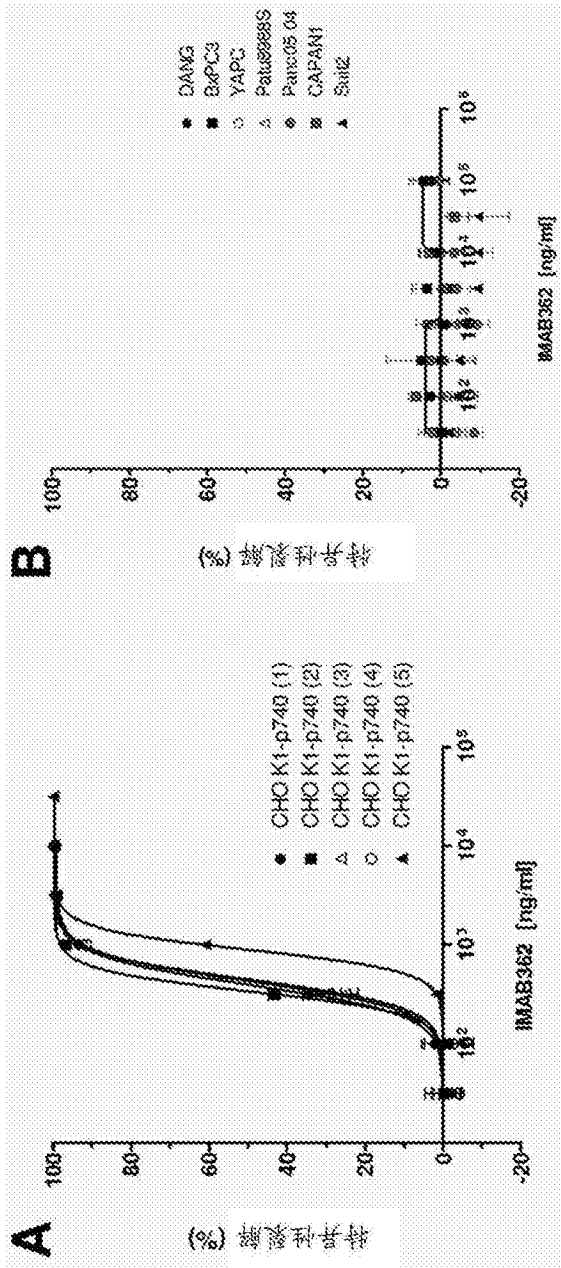 A
特异性裂解 (%)
100
80
60
40
20
0
-20
10²
10³
10⁴
10⁵
IMAB362 [ng/ml]
CHO K1-p740 (1)
CHO K1-p740 (2)
CHO K1-p740 (3)
CHO K1-p740 (4)
CHO K1-p740 (5)
B
特异性裂解 (%)
100
80
60
40
20
0
-20
10²
10³
10⁴
10⁵
10⁶
IMAB362 [ng/ml]
DANG
BxPC3
YAPC
Patu8988S
Panc05 04
CAPAN1
Suit2